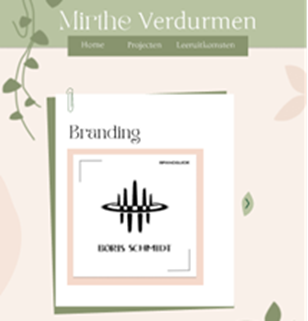 Mirthe Verdurmen
Home Projecten Leeruitkomsten
Branding
BORIS SCHMIDT